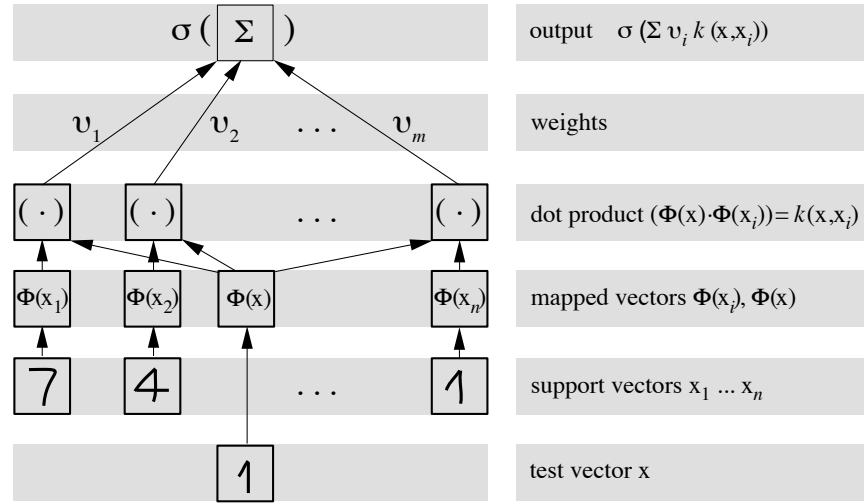 σ ( Σ ) output σ (Σ υ_i k (x,x_i))
υ_1 υ_2 ... υ_m weights
( · ) ( · ) ... ( · ) dot product (Φ(x)·Φ(x_i))= k(x,x_i)
Φ(x_1) Φ(x_2) Φ(x) Φ(x_n) mapped vectors Φ(x_i), Φ(x)
7 4 ... 1 support vectors x_1 ... x_n
1 test vector x